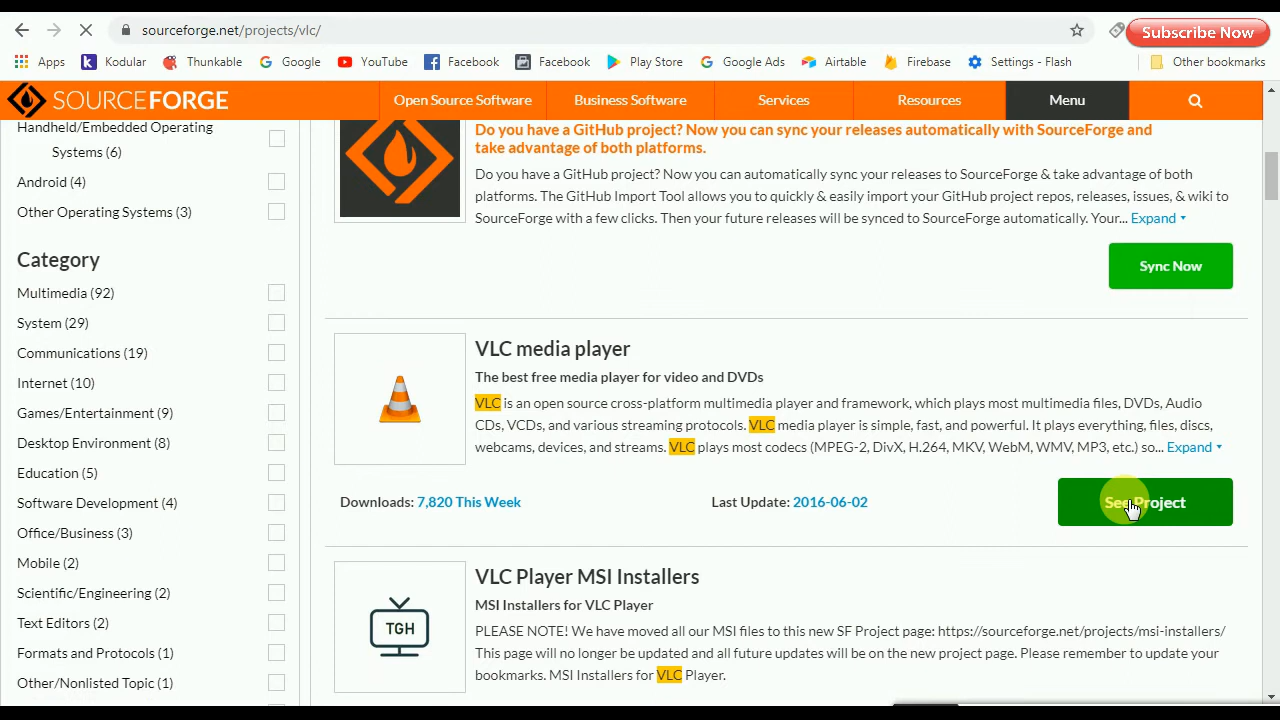 sourceforge.net/projects/vlc/
Subscribe Now
Apps Kodular Thunkable Google YouTube Facebook Facebook Play Store Google Ads Airtable Firebase Settings - Flash Other bookmarks
SOURCEFORGE Open Source Software Business Software Services Resources Menu
Handheld/Embedded Operating
Systems (6)
Android (4)
Other Operating Systems (3)
Category
Multimedia (92)
System (29)
Communications (19)
Internet (10)
Games/Entertainment (9)
Desktop Environment (8)
Education (5)
Software Development (4)
Office/Business (3)
Mobile (2)
Scientific/Engineering (2)
Text Editors (2)
Formats and Protocols (1)
Other/Nonlisted Topic (1)
Do you have a GitHub project? Now you can sync your releases automatically with SourceForge and
take advantage of both platforms.
Do you have a GitHub project? Now you can automatically sync your releases to SourceForge & take advantage of both
platforms. The GitHub Import Tool allows you to quickly & easily import your GitHub project repos, releases, issues, & wiki to
SourceForge with a few clicks. Then your future releases will be synced to SourceForge automatically. Your... Expand
Sync Now
VLC media player
The best free media player for video and DVDs
VLC is an open source cross-platform multimedia player and framework, which plays most multimedia files, DVDs, Audio
CDs, VCDs, and various streaming protocols. VLC media player is simple, fast, and powerful. It plays everything, files, discs,
webcams, devices, and streams. VLC plays most codecs (MPEG-2, DivX, H.264, MKV, WebM, WMV, MP3, etc.) so... Expand
Downloads: 7,820 This Week Last Update: 2016-06-02
See Project
VLC Player MSI Installers
MSI Installers for VLC Player
TGH
PLEASE NOTE! We have moved all our MSI files to this new SF Project page: https://sourceforge.net/projects/msi-installers/
This page will no longer be updated and all future updates will be on the new project page. Please remember to update your
bookmarks. MSI Installers for VLC Player.